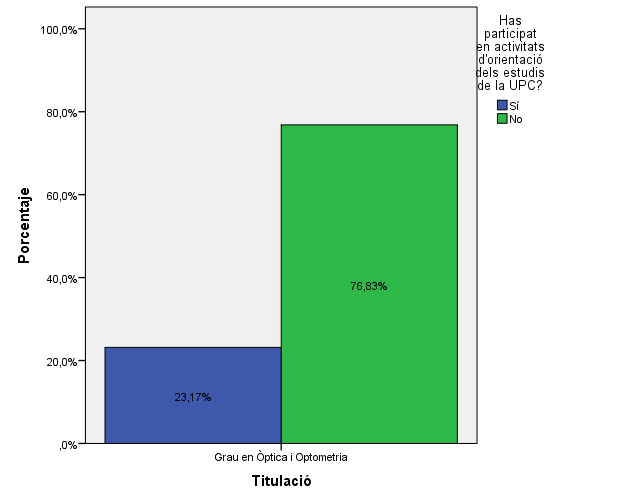 Has
participat
en activitats
d'orientació
dels estudis
de la UPC?
Sí
No
Porcentaje
100,0%
80,0%
60,0%
40,0%
20,0%
,0%
76,83%
23,17%
Grau en Òptica i Optometria
Titulació